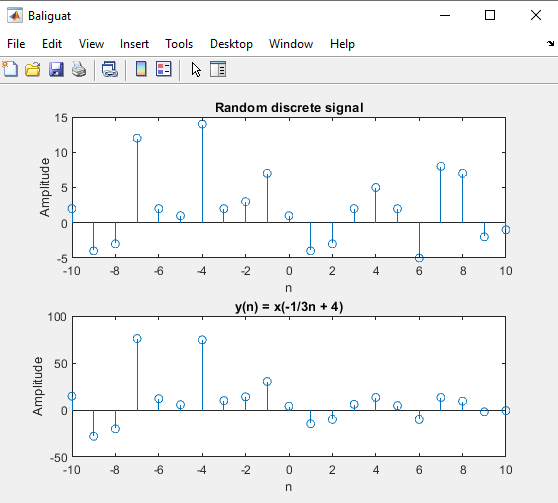 Baliguat
File Edit View Insert Tools Desktop Window Help
Random discrete signal
15
10
5
0
-5
Amplitude
-10 -8 -6 -4 -2 0 2 4 6 8 10
n
y(n) = x(-1/3n + 4)
100
50
0
-50
Amplitude
-10 -8 -6 -4 -2 0 2 4 6 8 10
n